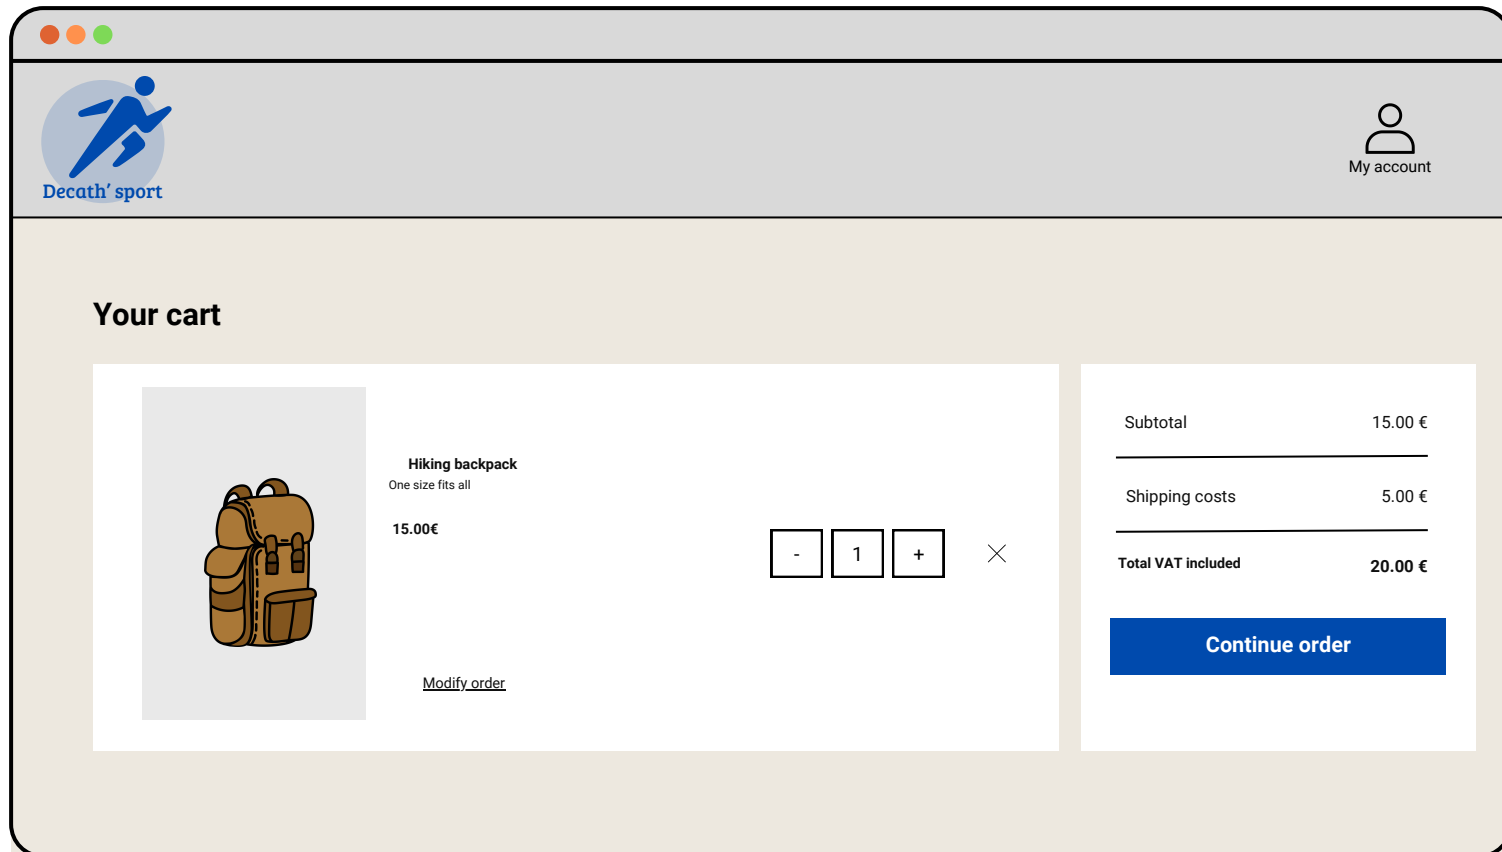 Decath' sport
My account
Your cart
Hiking backpack
One size fits all
15.00€
- 1 +
Modify order
Subtotal 15.00 €
Shipping costs 5.00 €
Total VAT included 20.00 €
Continue order